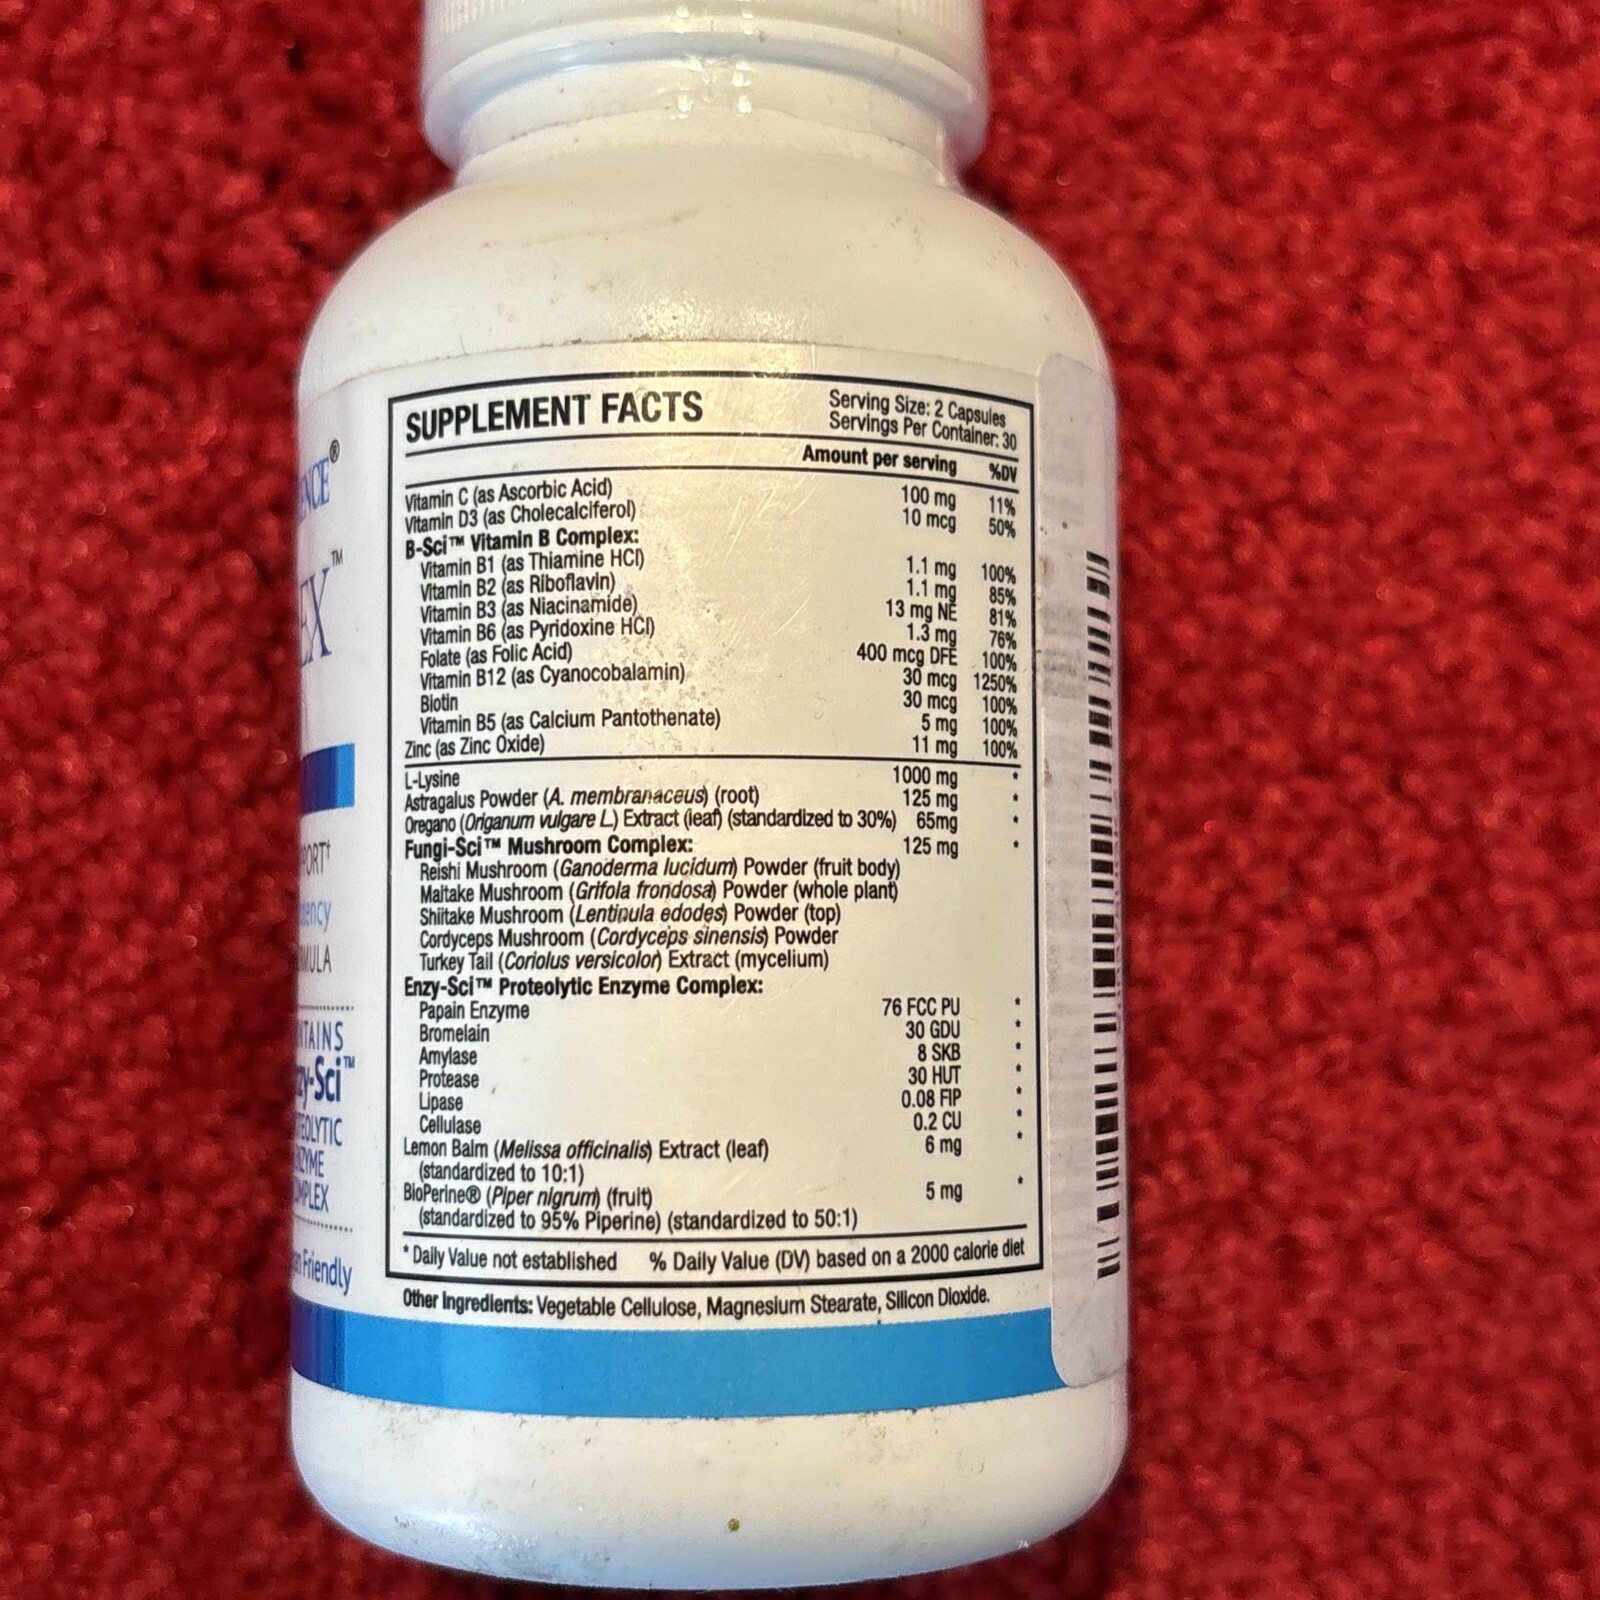 SUPPLEMENT FACTS
Serving Size: 2 Capsules
Servings Per Container: 30
Amount per serving %DV
Vitamin C (as Ascorbic Acid) 100 mg 11%
Vitamin D3 (as Cholecalciferol) 10 mcg 50%
B-Sci™ Vitamin B Complex:
Vitamin B1 (as Thiamine HCl) 1.1 mg 100%
Vitamin B2 (as Riboflavin) 1.1 mg 85%
Vitamin B3 (as Niacinamide) 13 mg NE 81%
Vitamin B6 (as Pyridoxine HCl) 1.3 mg 76%
Folate (as Folic Acid) 400 mcg DFE 100%
Vitamin B12 (as Cyanocobalamin) 30 mcg 1250%
Biotin 30 mcg 100%
Vitamin B5 (as Calcium Pantothenate) 5 mg 100%
Zinc (as Zinc Oxide) 11 mg 100%
L-Lysine 1000 mg *
Astragalus Powder (A. membranaceus) (root) 125 mg *
Oregano (Origanum vulgare L.) Extract (leaf) (standardized to 30%) 65mg *
Fungi-Sci™ Mushroom Complex: 125 mg *
Reishi Mushroom (Ganoderma lucidum) Powder (fruit body)
Maitake Mushroom (Grifola frondosa) Powder (whole plant)
Shiitake Mushroom (Lentinula edodes) Powder (top)
Cordyceps Mushroom (Cordyceps sinensis) Powder
Turkey Tail (Coriolus versicolor) Extract (mycelium)
Enzy-Sci™ Proteolytic Enzyme Complex:
Papain Enzyme 76 FCC PU *
Bromelain 30 GDU *
Amylase 8 SKB *
Protease 30 HUT *
Lipase 0.08 FIP *
Cellulase 0.2 CU *
Lemon Balm (Melissa officinalis) Extract (leaf) 6 mg *
(standardized to 10:1)
BioPerine® (Piper nigrum) (fruit) 5 mg *
(standardized to 95% Piperine) (standardized to 50:1)
* Daily Value not established % Daily Value (DV) based on a 2000 calorie diet
Other Ingredients: Vegetable Cellulose, Magnesium Stearate, Silicon Dioxide.
Friendly